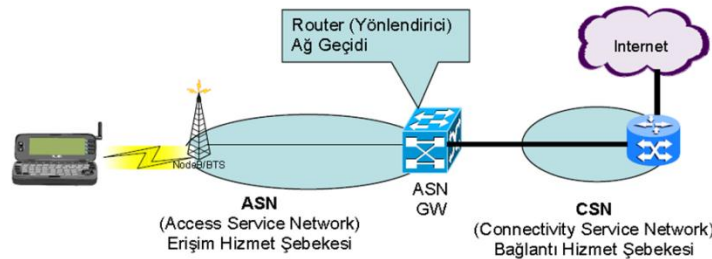 Router (Yönlendirici)
Ağ Geçidi
Internet
NodeB/BTS
ASN
GW
ASN
(Access Service Network)
Erişim Hizmet Şebekesi
CSN
(Connectivity Service Network)
Bağlantı Hizmet Şebekesi